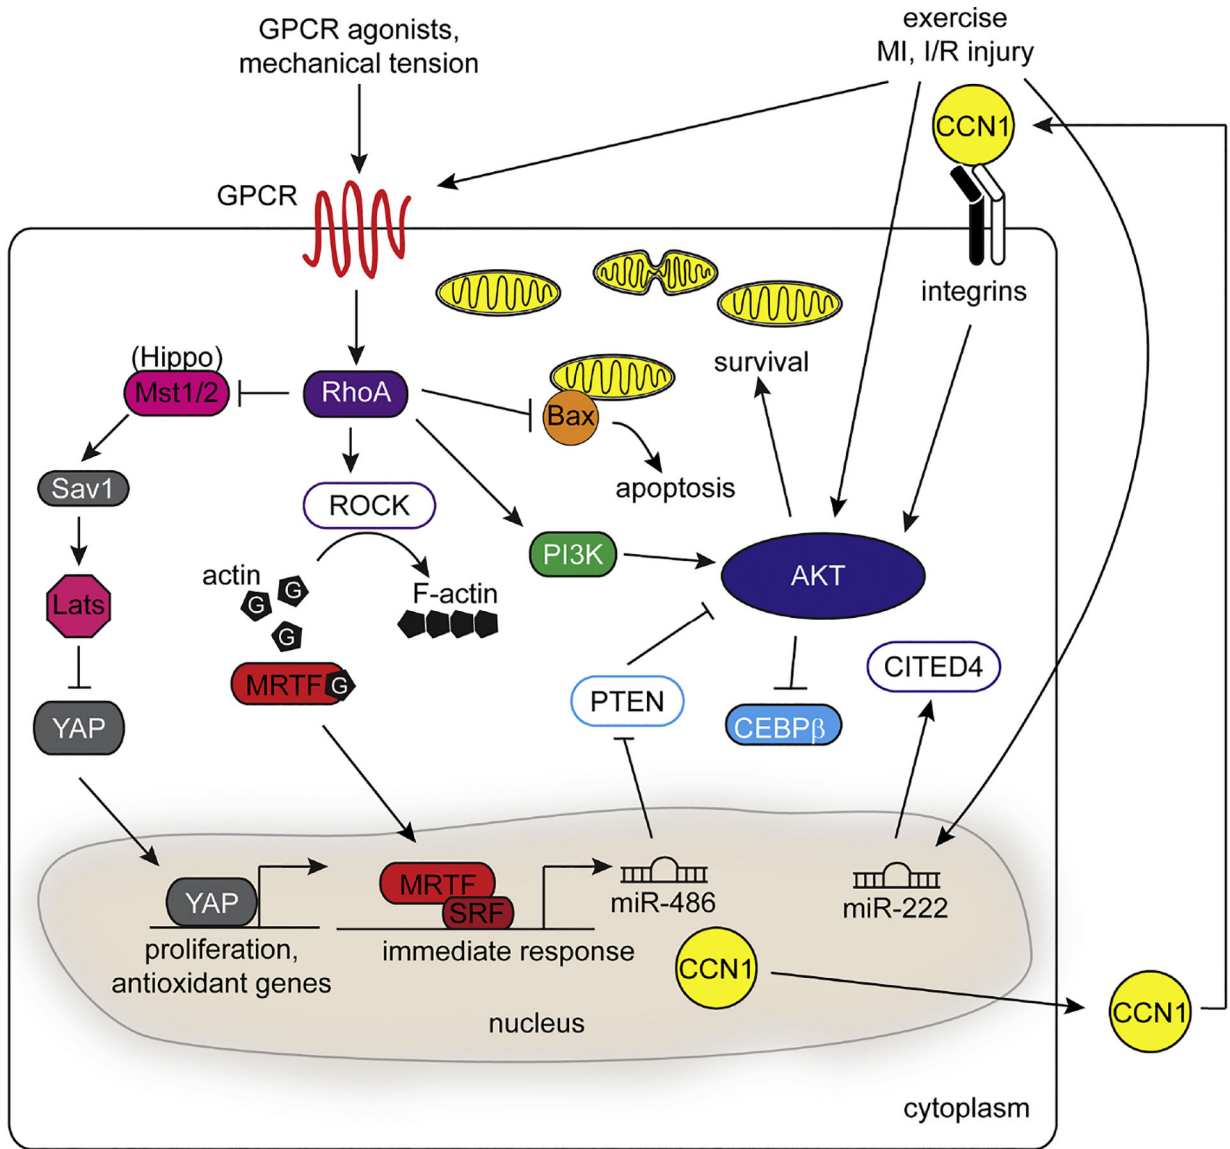 GPCR agonists,
mechanical tension
exercise
MI, I/R injury
CCN1
GPCR
integrins
(Hippo)
Mst1/2
RhoA
survival
Bax
apoptosis
Sav1
ROCK
PI3K
AKT
actin
G
G
G
F-actin
Lats
MRTF
G
PTEN
CITED4
YAP
CEBPβ
YAP
MRTF
SRF
miR-486
miR-222
proliferation,
antioxidant genes
immediate response
CCN1
CCN1
nucleus
cytoplasm